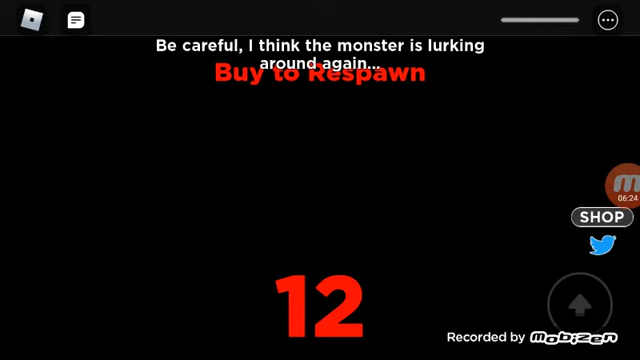 Be careful, I think the monster is lurking
around again...
Buy to Respawn
06:24
SHOP
12
Recorded by Mobizen